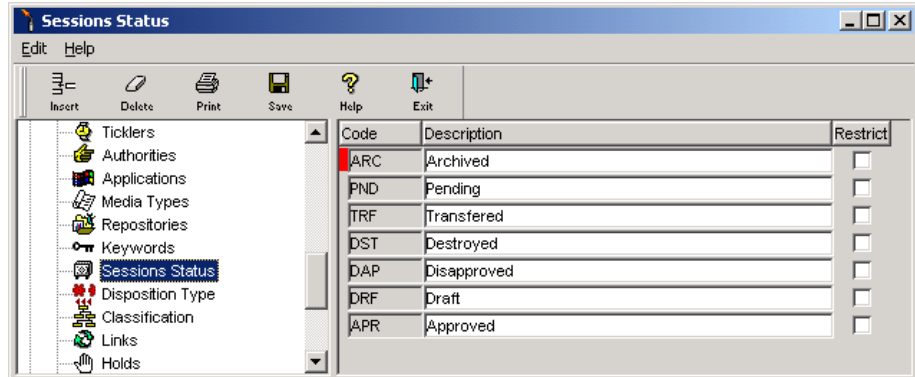 Sessions Status
Edit Help
Insert Delete Print Save Help Exit
Ticklers
Authorities
Applications
Media Types
Repositories
Keywords
Sessions Status
Disposition Type
Classification
Links
Holds
Code Description Restrict
ARC Archived
PND Pending
TRF Transfered
DST Destroyed
DAP Disapproved
DRF Draft
APR Approved